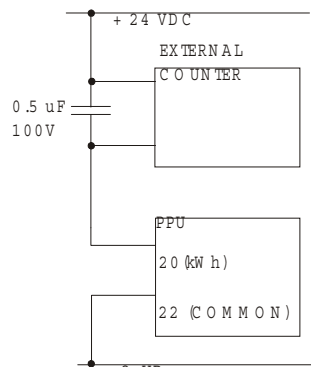 + 24 VDC
EXTERNAL
COUNTER
0.5 uF
100V
PPU
20 (kWh)
22 (COMMON)